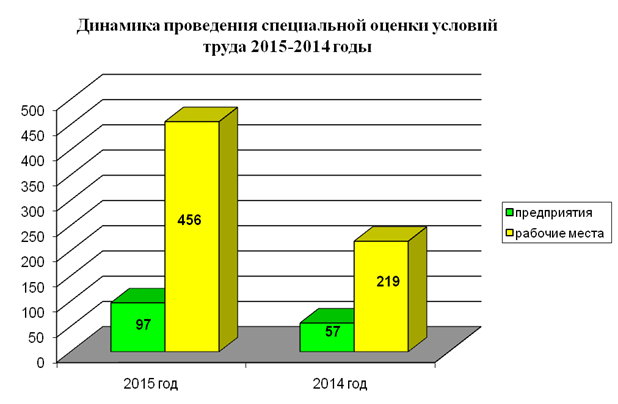 Динамика проведения специальной оценки условий
труда 2015-2014 годы
500
450
400
350
300
250
200
150
100
50
0
456
219
97
57
предприятия
рабочие места
2015 год
2014 год